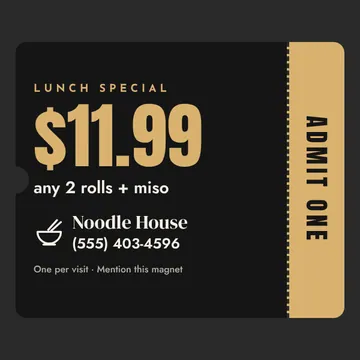 LUNCH SPECIAL
$11.99
any 2 rolls + miso
Noodle House
(555) 403-4596
One per visit · Mention this magnet
ADMIT ONE